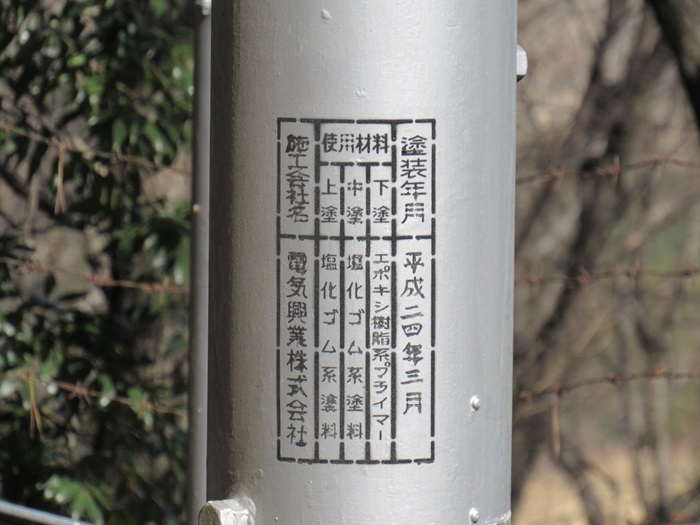 塗装年月 平成二四年三月
使用材料
下塗 エポキシ樹脂系プライマー
中塗 塩化ゴム系塗料
上塗 塩化ゴム系塗料
施工会社名 電気興業株式会社